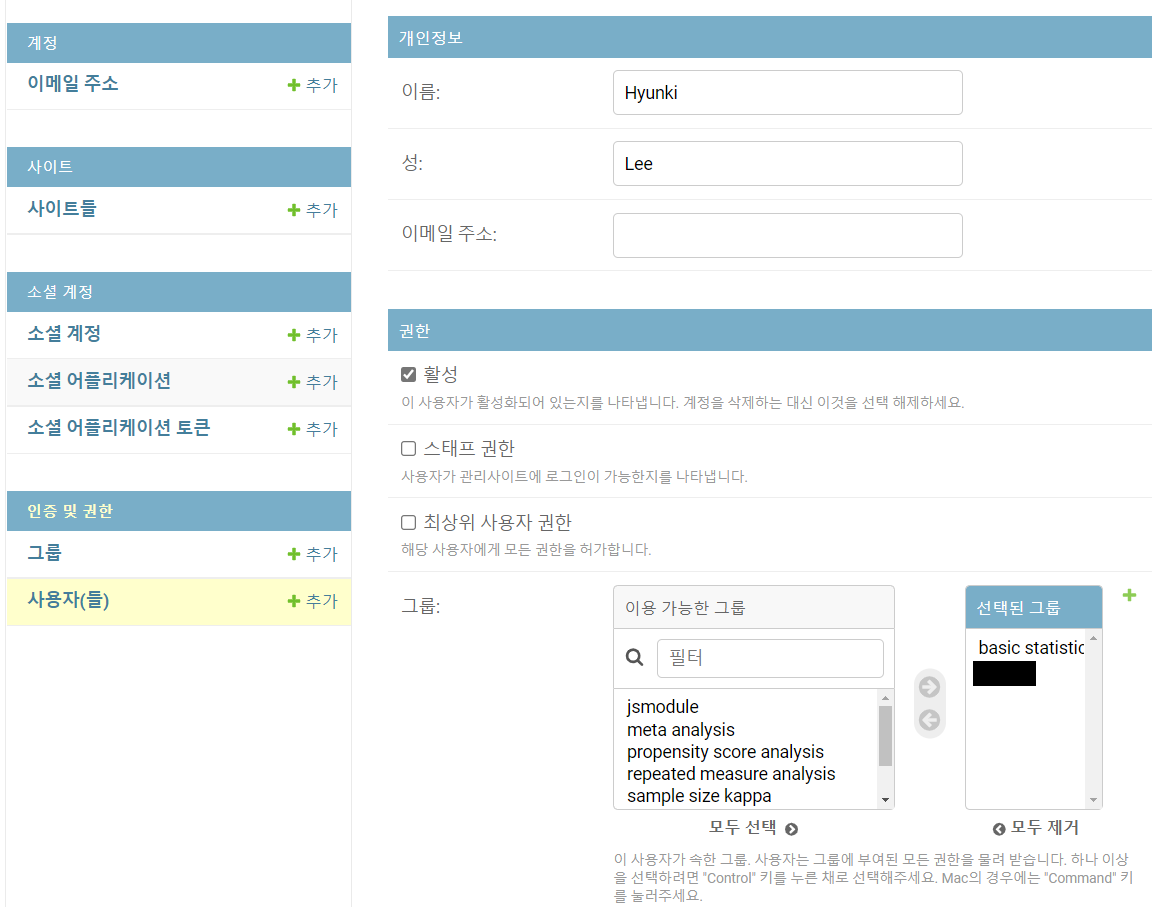 계정
이메일 주소
추가
사이트
사이트들
추가
소셜 계정
소셜 계정
추가
소셜 어플리케이션
추가
소셜 어플리케이션 토큰
추가
인증 및 권한
그룹
추가
사용자(들)
추가
개인정보
이름:
Hyunki
성:
Lee
이메일 주소:
권한
활성
이 사용자가 활성화되어 있는지를 나타냅니다. 계정을 삭제하는 대신 이것을 선택 해제하세요.
스태프 권한
사용자가 관리사이트에 로그인이 가능한지를 나타냅니다.
최상위 사용자 권한
해당 사용자에게 모든 권한을 허가합니다.
그룹:
이용 가능한 그룹
필터
jsmodule
meta analysis
propensity score analysis
repeated measure analysis
sample size kappa
모두 선택
선택된 그룹
basic statistic
모두 제거
이 사용자가 속한 그룹. 사용자는 그룹에 부여된 모든 권한을 물려 받습니다. 하나 이상
을 선택하려면 "Control" 키를 누른 채로 선택해주세요. Mac의 경우에는 "Command" 키
를 눌러주세요.